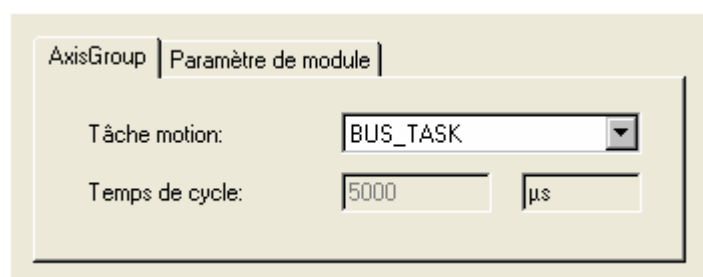 AxisGroup Paramètre de module
Tâche motion: BUS_TASK
Temps de cycle: 5000 µs